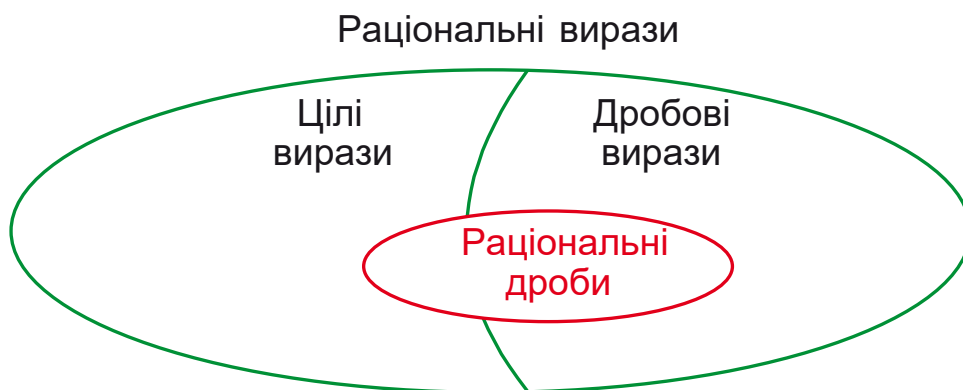 Раціональні вирази
Цілі
вирази
Дробові
вирази
Раціональні
дроби